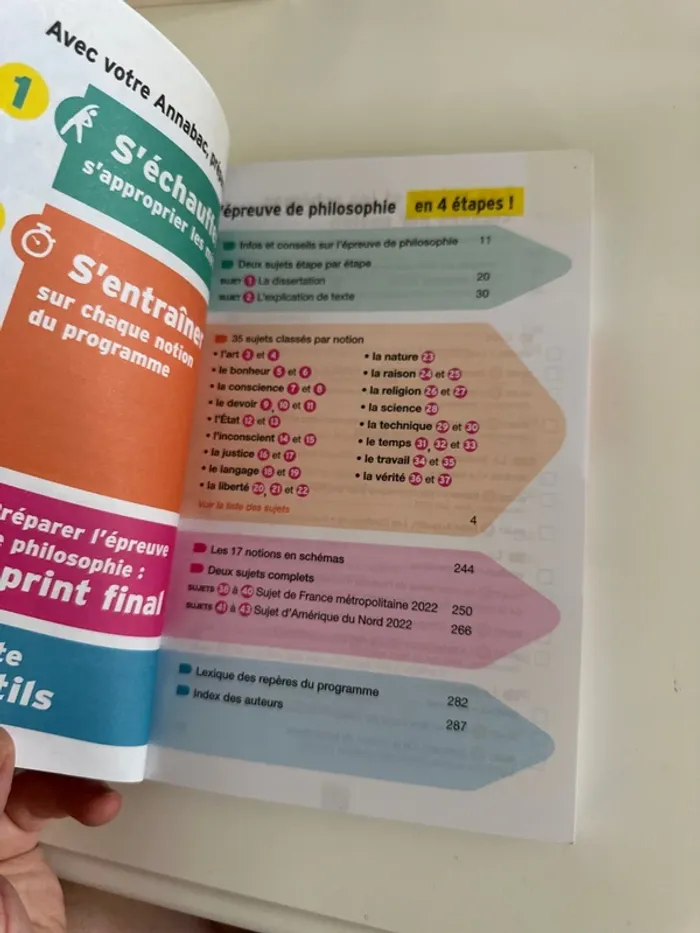 Avec votre Annabac, prépa
1
S'échauffe
s'approprier les
S'entraîner
sur chaque notion
du programme
réparer l'épreuve
philosophie :
print final
te
tils
'épreuve de philosophie en 4 étapes !
Infos et conseils sur l'épreuve de philosophie 11
Deux sujets étape par étape
SUJET 1 La dissertation 20
SUJET 2 L'explication de texte 30
35 sujets classés par notion
• l'art 3 et 4
• le bonheur 5 et 6
• la conscience 7 et 8
• le devoir 9, 10 et 11
• l'État 12 et 13
• l'inconscient 14 et 15
• la justice 16 et 17
• le langage 18 et 19
• la liberté 20, 21 et 22
• la nature 23
• la raison 24 et 25
• la religion 26 et 27
• la science 28
• la technique 29 et 30
• le temps 31, 32 et 33
• le travail 34 et 35
• la vérité 36 et 37
Voir la liste des sujets 4
Les 17 notions en schémas 244
Deux sujets complets
SUJETS 38 à 40 Sujet de France métropolitaine 2022 250
SUJETS 41 à 43 Sujet d'Amérique du Nord 2022 266
Lexique des repères du programme 282
Index des auteurs 287